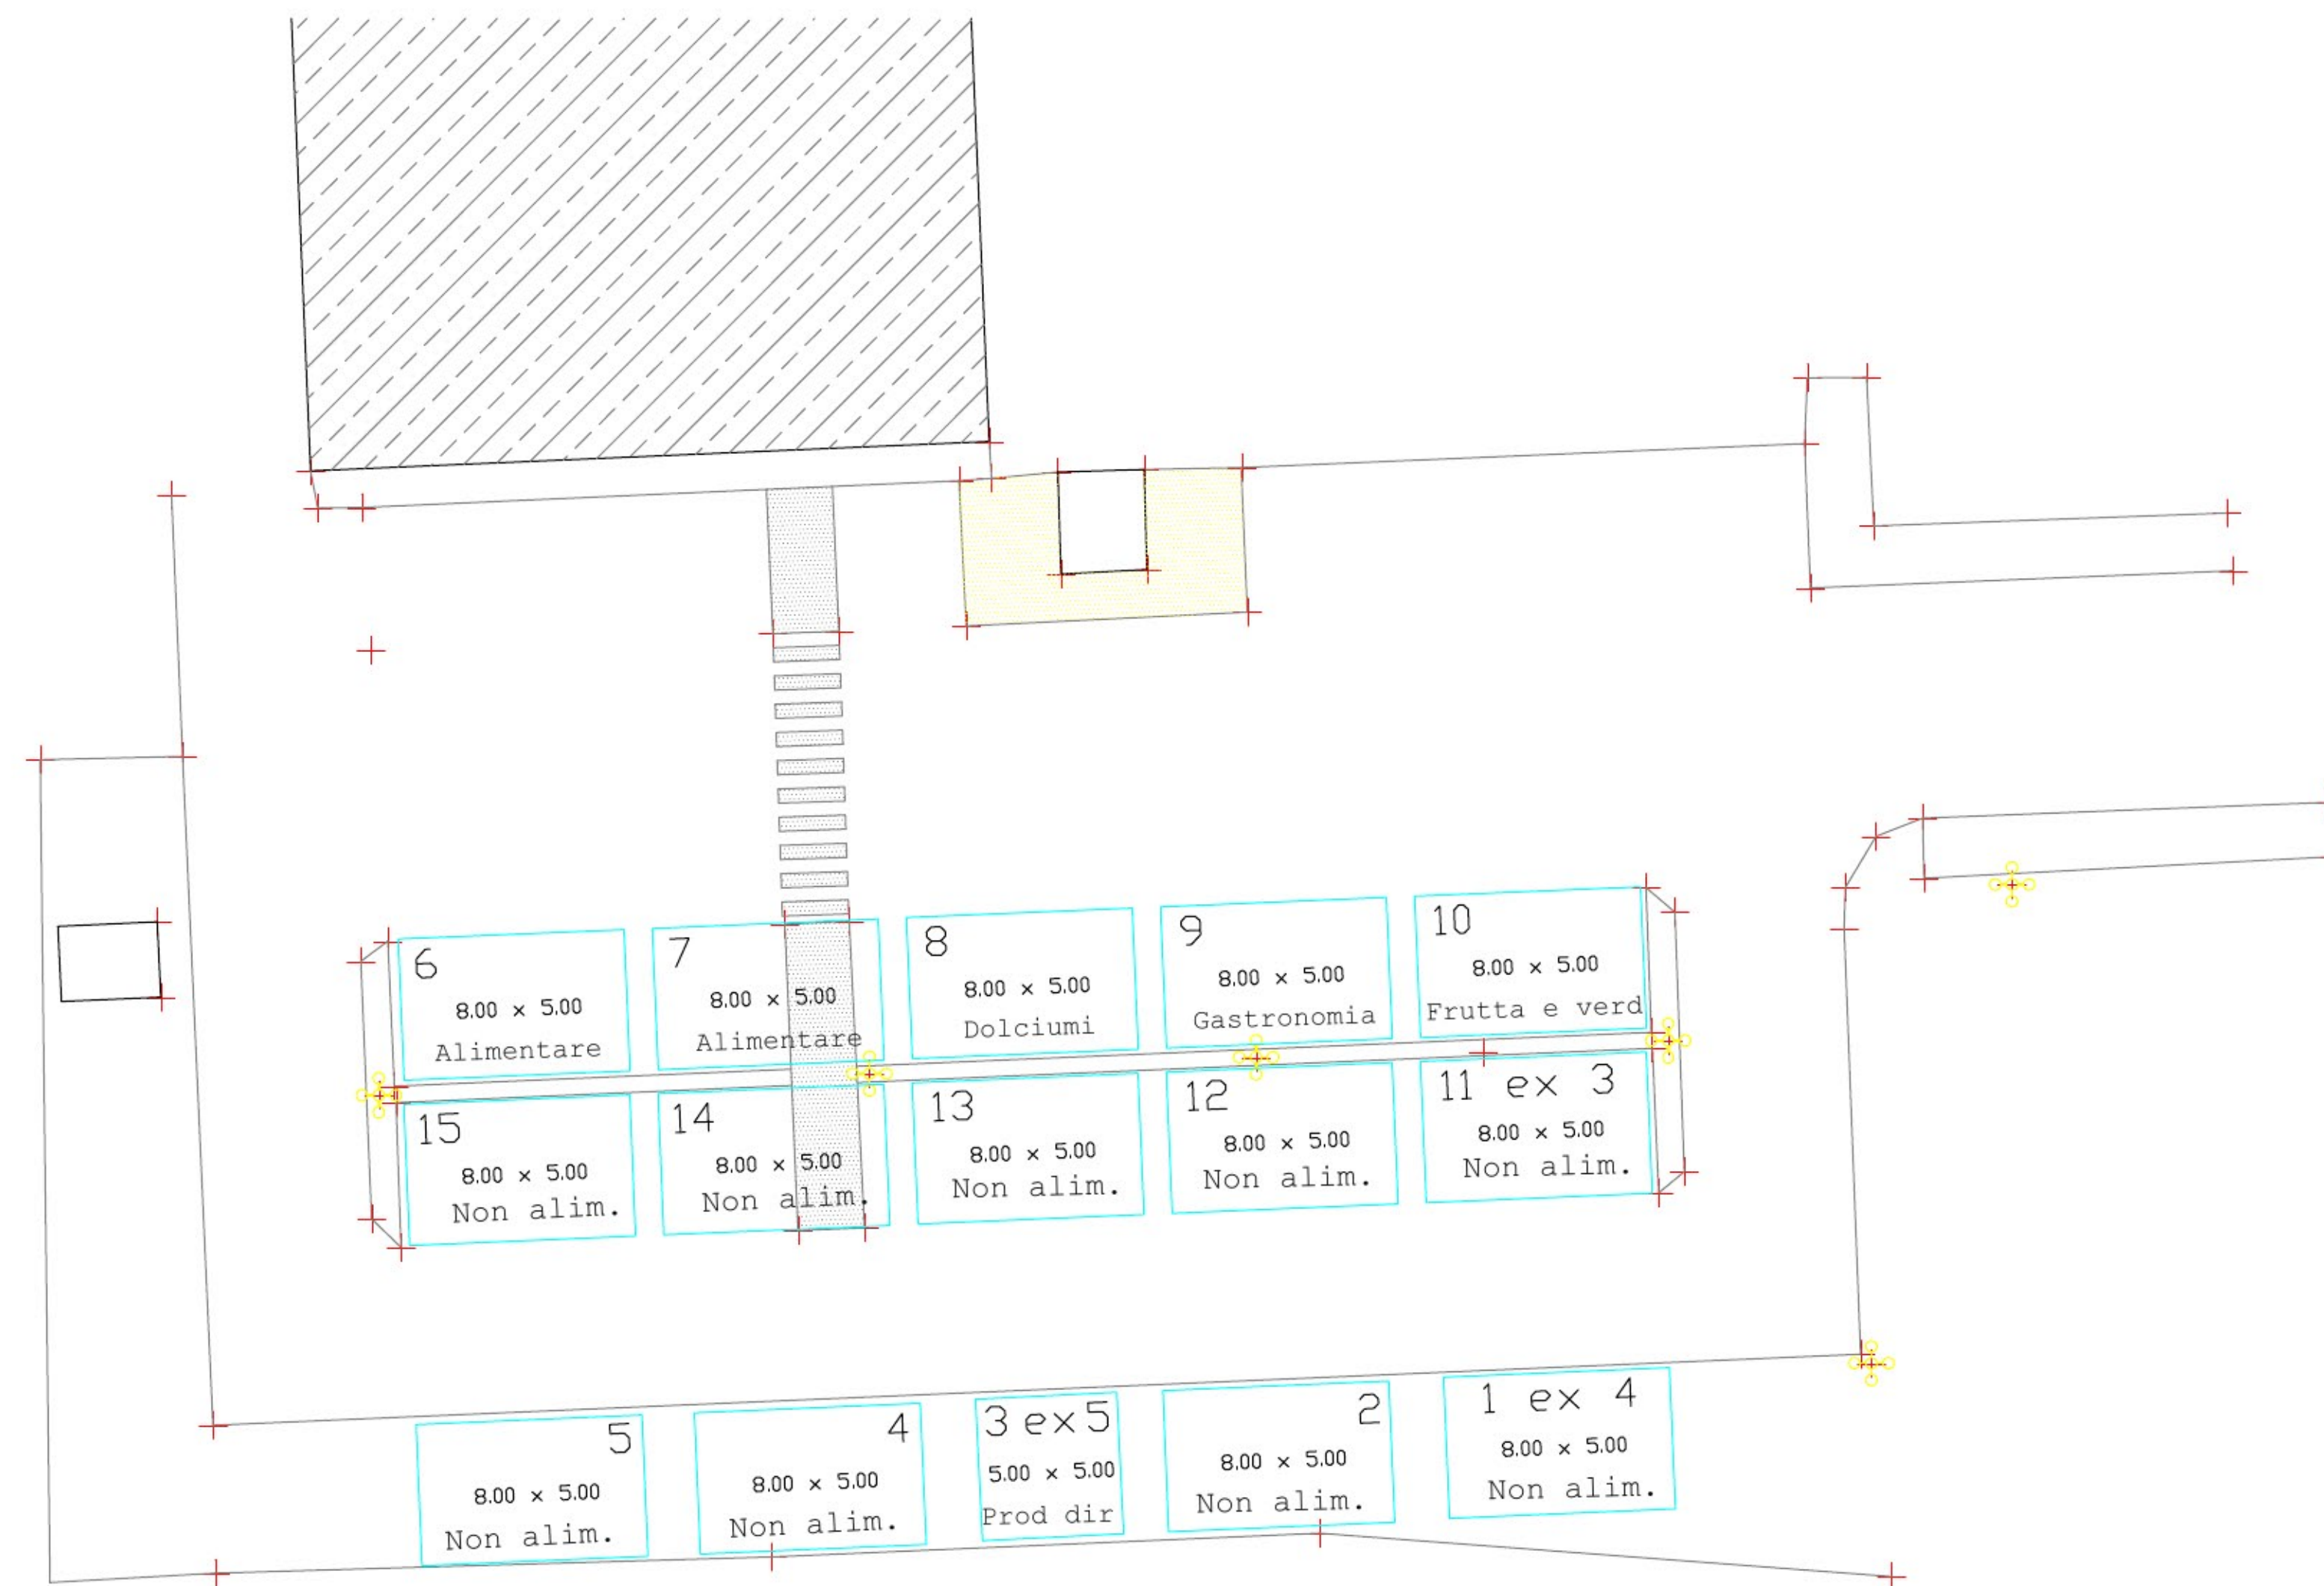 6
8.00 x 5.00
Alimentare
7
8.00 x 5.00
Alimentare
8
8.00 x 5.00
Dolciumi
9
8.00 x 5.00
Gastronomia
10
8.00 x 5.00
Frutta e verd
15
8.00 x 5.00
Non alim.
14
8.00 x 5.00
Non alim.
13
8.00 x 5.00
Non alim.
12
8.00 x 5.00
Non alim.
11 ex 3
8.00 x 5.00
Non alim.
5
8.00 x 5.00
Non alim.
4
8.00 x 5.00
Non alim.
3 ex5
5.00 x 5.00
Prod dir
2
8.00 x 5.00
Non alim.
1 ex 4
8.00 x 5.00
Non alim.